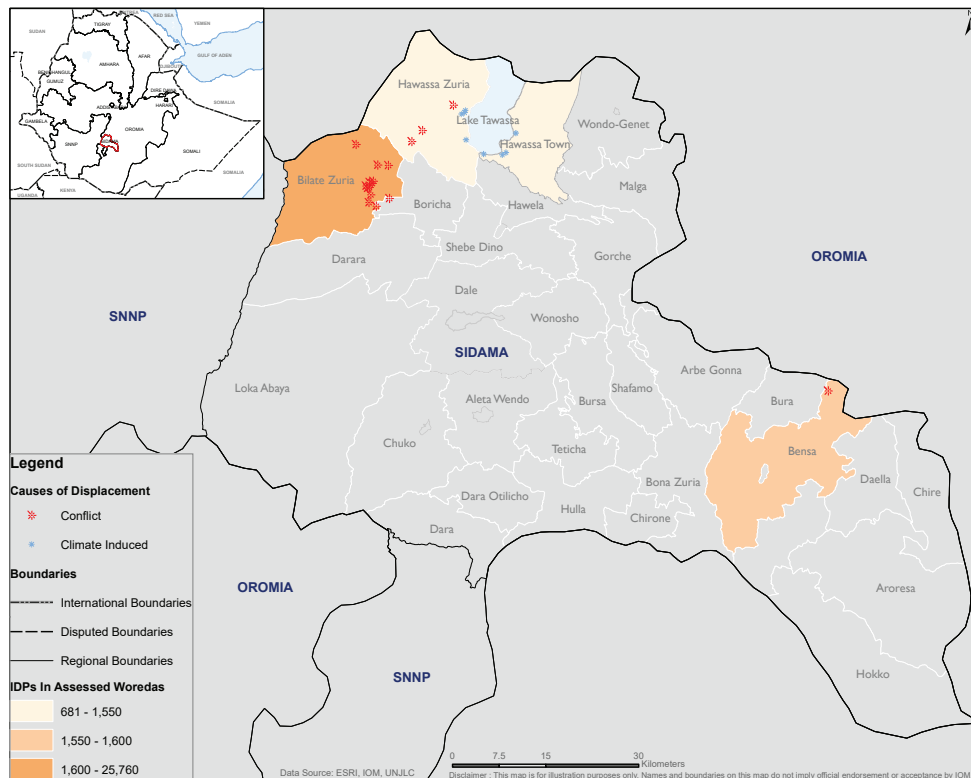 ERITREA
RED SEA
YEMEN
SUDAN
TIGRAY
AFAR
GULF OF ADEN
AMHARA
DJIBOUTI
BENISHANGUL
GUMUZ
DIRE DAWA
SOMALIA
HARARI
GAMBELA
OROMIA
SNNP
SOMALI
SOUTH SUDAN
SOMALIA
KENYA
UGANDA
N
Hawassa Zuria
Lake Tawassa
Wondo-Genet
Hawassa Town
Bilate Zuria
Malga
Boricha
Hawela
Shebe Dino
Gorche
Darara
OROMIA
Dale
SNNP
Wonosho
SIDAMA
Arbe Gonna
Loka Abaya
Shafamo
Aleta Wendo
Bursa
Bura
Chuko
Teticha
Bensa
Bona Zuria
Daella
Chire
Dara Otilicho
Hulla
Chirone
Dara
OROMIA
Aroresa
SNNP
Hokko
Legend
Causes of Displacement
Conflict
Climate Induced
Boundaries
International Boundaries
Disputed Boundaries
Regional Boundaries
IDPs In Assessed Woredas
681 - 1,550
1,550 - 1,600
1,600 - 25,760
Data Source: ESRI, IOM, UNJLC
0 7.5 15 30
Kilometers
Disclaimer : This map is for illustration purposes only. Names and boundaries on this map do not imply official endorsement or acceptance by IOM